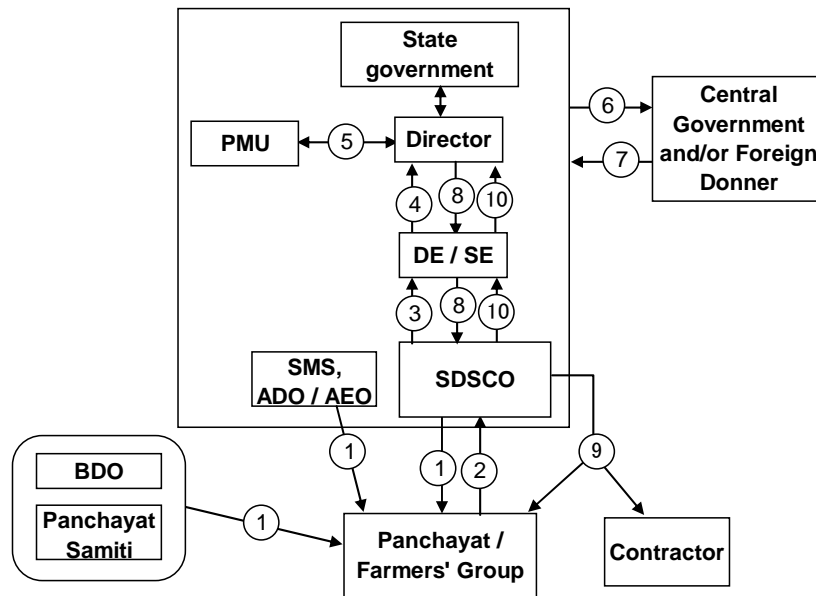 State
government
6
Central
Government
and/or Foreign
Donner
PMU
5
Director
7
4
8
10
DE / SE
3
8
10
SMS,
ADO / AEO
SDSCO
1
1
2
9
BDO
Panchayat
Samiti
1
Panchayat /
Farmers' Group
Contractor